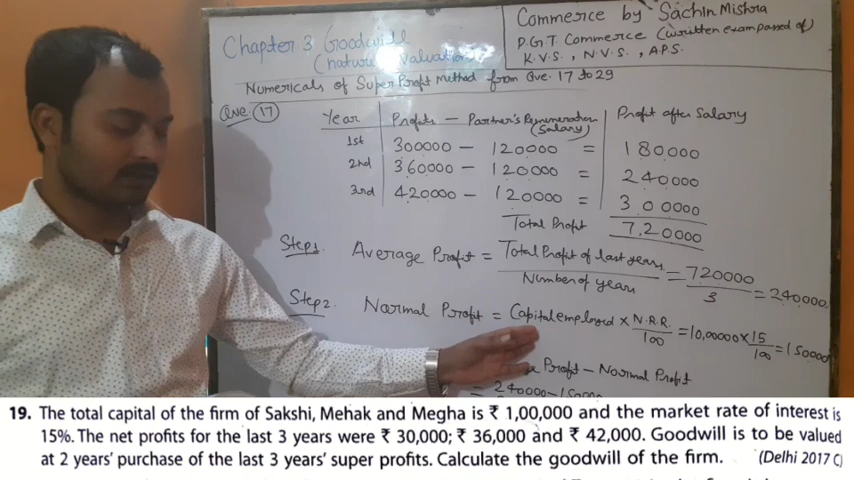 Commerce by Sachin Mishra
P.G.T Commerce (written exam passed of)
K.V.S., N.V.S., A.P.S.
Chapter 3 Goodwill
(nature Valuation
Numericals of Super Profit Method from Que. 17 to 29
Que. 17
Year Profits – Partner's Remuneration Profit after Salary
(Salary)
1st 300000 – 120000 = 180000
2nd 360000 – 120000 = 240000
3rd 420000 – 120000 = 300000
Total Profit 7,20000
Step1 Average Profit = Total Profit of last years / Number of years = 720000 / 3 = 240000
Step2. Normal Profit = Capital employed × N.R.R. / 100 = 10,00000 × 15 / 100 = 150000
Profit – Normal Profit
= 240000 –
19. The total capital of the firm of Sakshi, Mehak and Megha is ₹ 1,00,000 and the market rate of interest is
15%. The net profits for the last 3 years were ₹ 30,000; ₹ 36,000 and ₹ 42,000. Goodwill is to be valued
at 2 years' purchase of the last 3 years' super profits. Calculate the goodwill of the firm. (Delhi 2017 C)